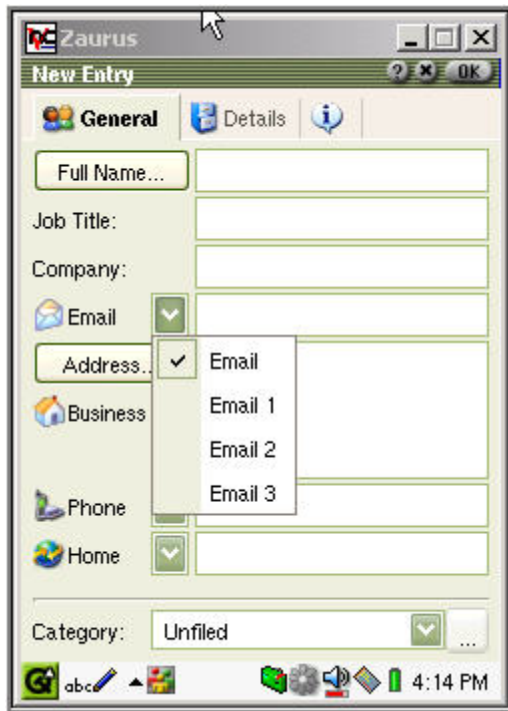 VNC Zaurus
New Entry ? OK
General Details i
Full Name...
Job Title:
Company:
Email
Address..
Email
Business
Email 1
Email 2
Email 3
Phone
Home
Category: Unfiled ...
abc 4:14 PM